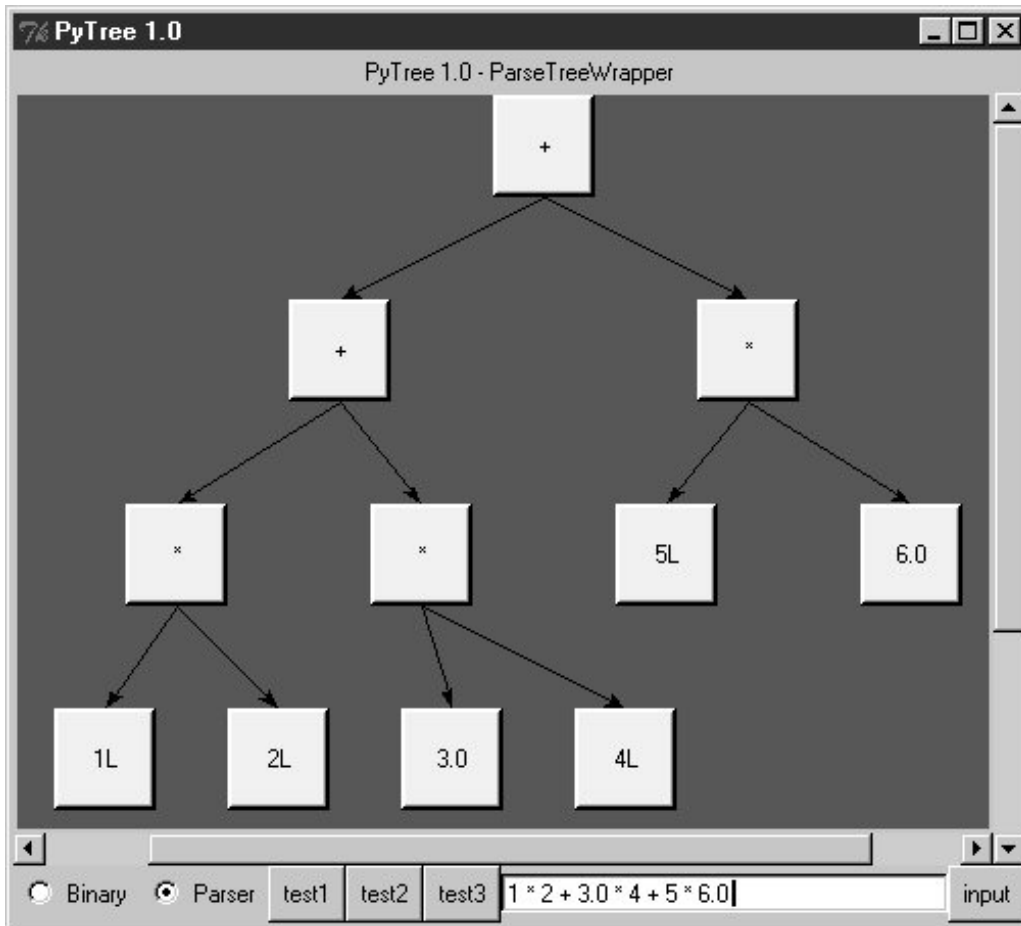 PyTree 1.0
PyTree 1.0 - ParseTreeWrapper
+
+ *
* * 5L 6.0
1L 2L 3.0 4L
Binary Parser test1 test2 test3 1 * 2 + 3.0 * 4 + 5 * 6.0 input